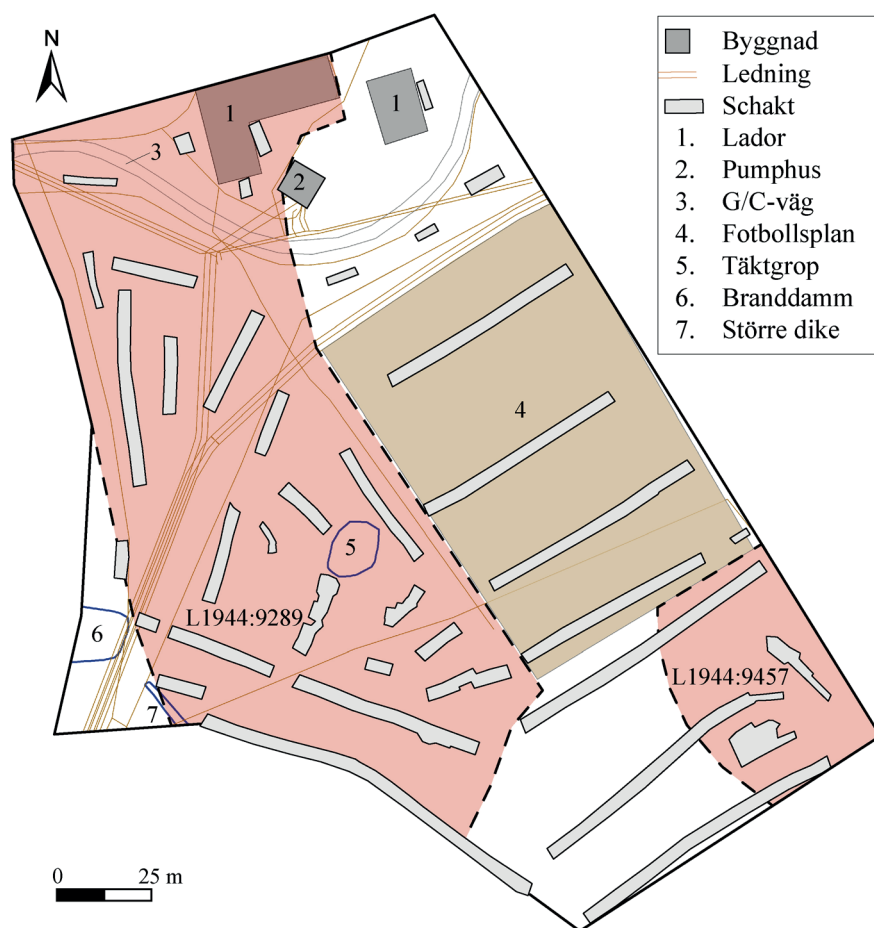 N
Byggnad
Ledning
Schakt
1. Lador
2. Pumphus
3. G/C-väg
4. Fotbollsplan
5. Täktgrop
6. Branddamm
7. Större dike
1
1
3
2
4
5
L1944:9289
6
L1944:9457
7
0 25 m